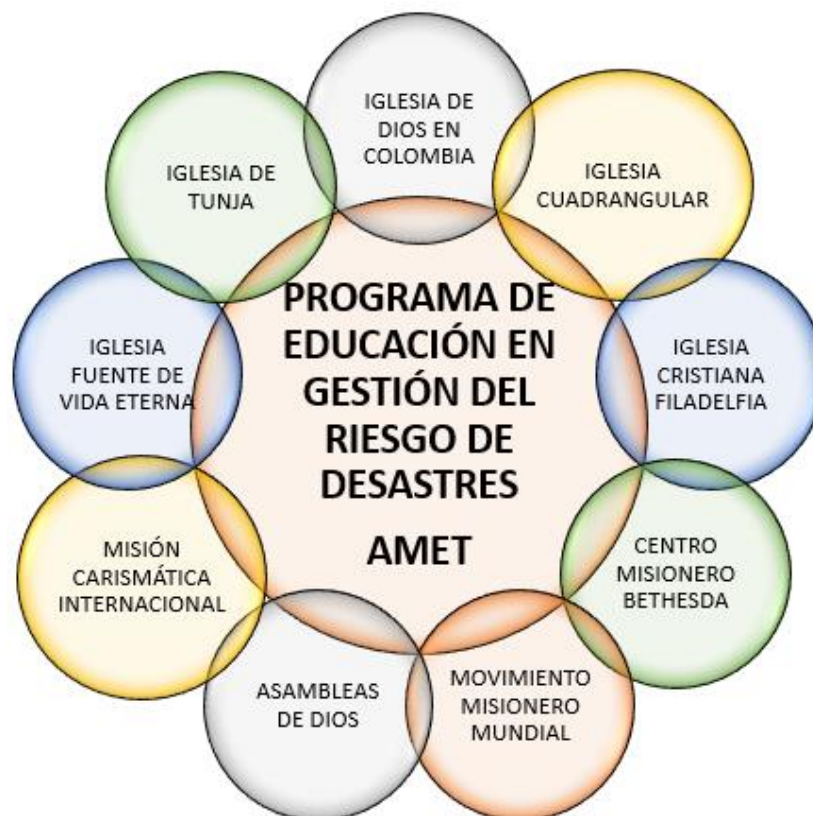 IGLESIA DE
DIOS EN
COLOMBIA
IGLESIA
CUADRANGULAR
IGLESIA
CRISTIANA
FILADELFIA
CENTRO
MISIONERO
BETHESDA
MOVIMIENTO
MISIONERO
MUNDIAL
ASAMBLEAS
DE DIOS
MISIÓN
CARISMÁTICA
INTERNACIONAL
IGLESIA
FUENTE DE
VIDA ETERNA
IGLESIA DE
TUNJA
PROGRAMA DE
EDUCACIÓN EN
GESTIÓN DEL
RIESGO DE
DESASTRES
AMET